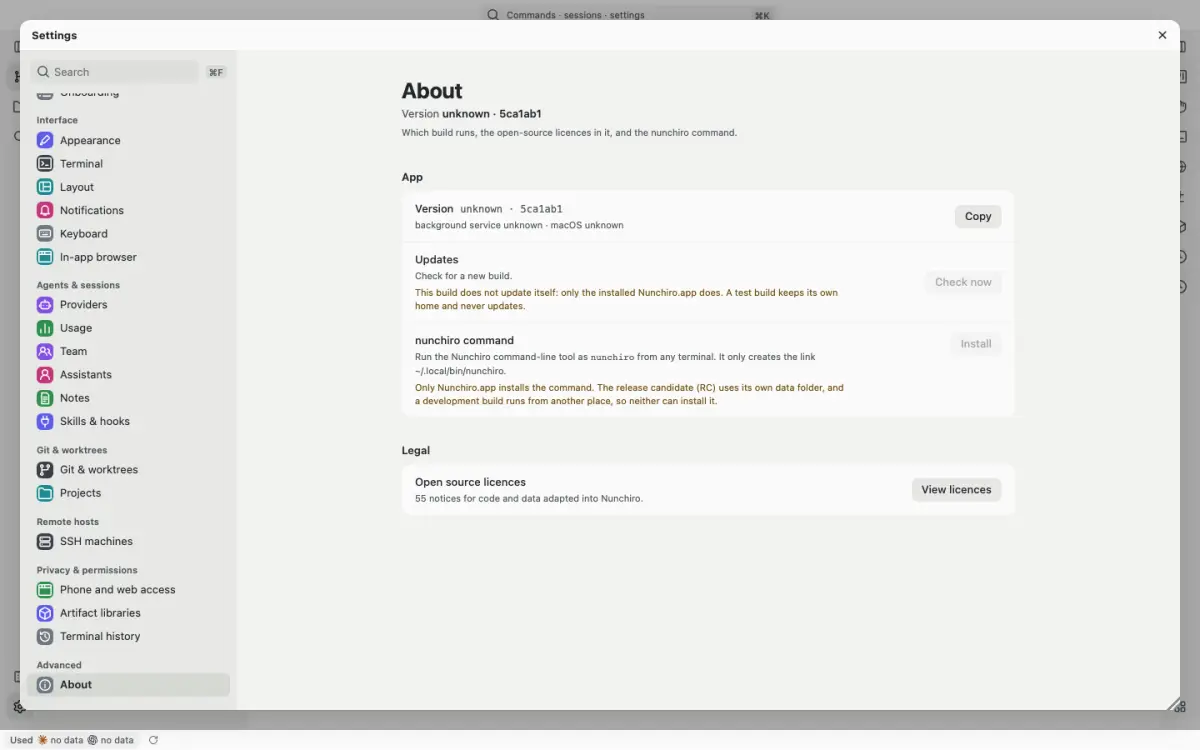 Commands · sessions · settings
⌘K
Settings
Search
⌘F
Onboarding
Interface
Appearance
Terminal
Layout
Notifications
Keyboard
In-app browser
Agents & sessions
Providers
Usage
Team
Assistants
Notes
Skills & hooks
Git & worktrees
Git & worktrees
Projects
Remote hosts
SSH machines
Privacy & permissions
Phone and web access
Artifact libraries
Terminal history
Advanced
About
About
Version unknown · 5ca1ab1
Which build runs, the open-source licences in it, and the nunchiro command.
App
Version unknown · 5ca1ab1
background service unknown · macOS unknown
Copy
Updates
Check for a new build.
This build does not update itself: only the installed Nunchiro.app does. A test build keeps its own
home and never updates.
Check now
nunchiro command
Run the Nunchiro command-line tool as nunchiro from any terminal. It only creates the link
~/.local/bin/nunchiro.
Only Nunchiro.app installs the command. The release candidate (RC) uses its own data folder, and
a development build runs from another place, so neither can install it.
Install
Legal
Open source licences
55 notices for code and data adapted into Nunchiro.
View licences
Used no data no data